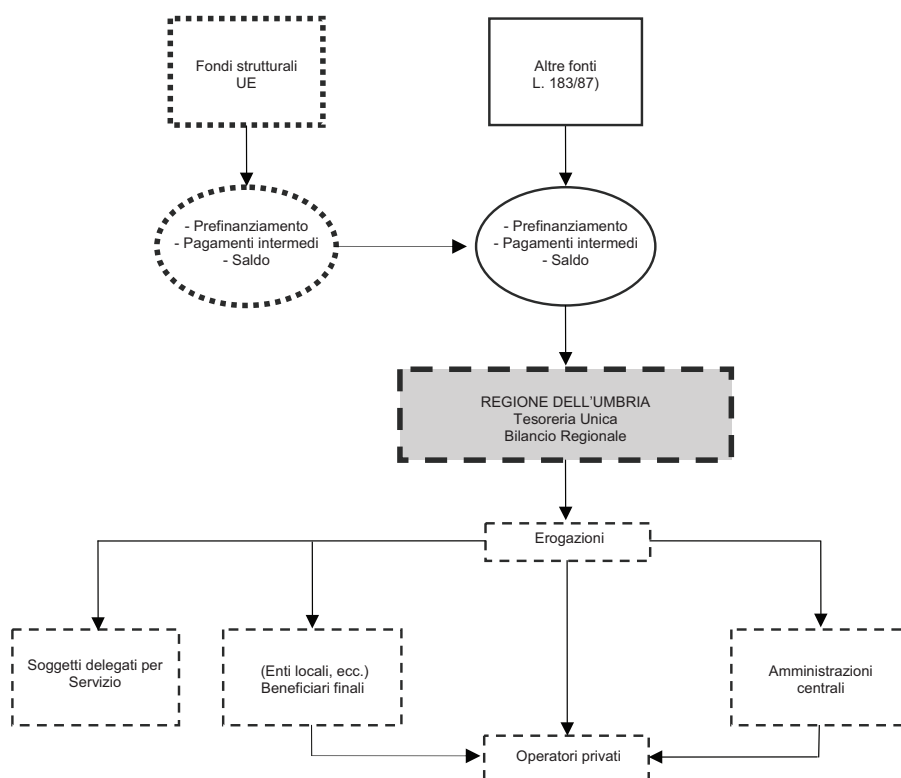 Fondi strutturali
UE
Altre fonti
L. 183/87)
- Prefinanziamento
- Pagamenti intermedi
- Saldo
- Prefinanziamento
- Pagamenti intermedi
- Saldo
REGIONE DELL'UMBRIA
Tesoreria Unica
Bilancio Regionale
Erogazioni
Soggetti delegati per
Servizio
(Enti locali, ecc.)
Beneficiari finali
Amministrazioni
centrali
Operatori privati